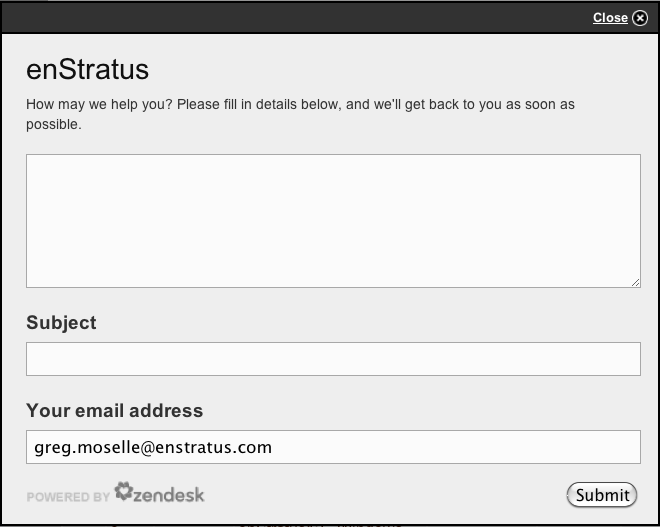 Close
enStratus
How may we help you? Please fill in details below, and we'll get back to you as soon as
possible.
Subject
Your email address
greg.moselle@enstratus.com
POWERED BY zendesk
Submit